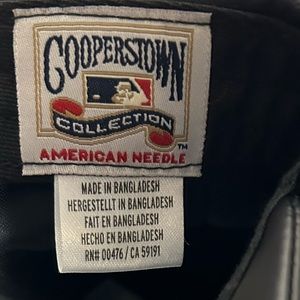 COOPERSTOWN
COLLECTION
™
AMERICAN NEEDLE
MADE IN BANGLADESH
HERGESTELLT IN BANGLADESH
FAIT EN BANGLADESH
HECHO EN BANGLADESH
RN# 00476 / CA 59191